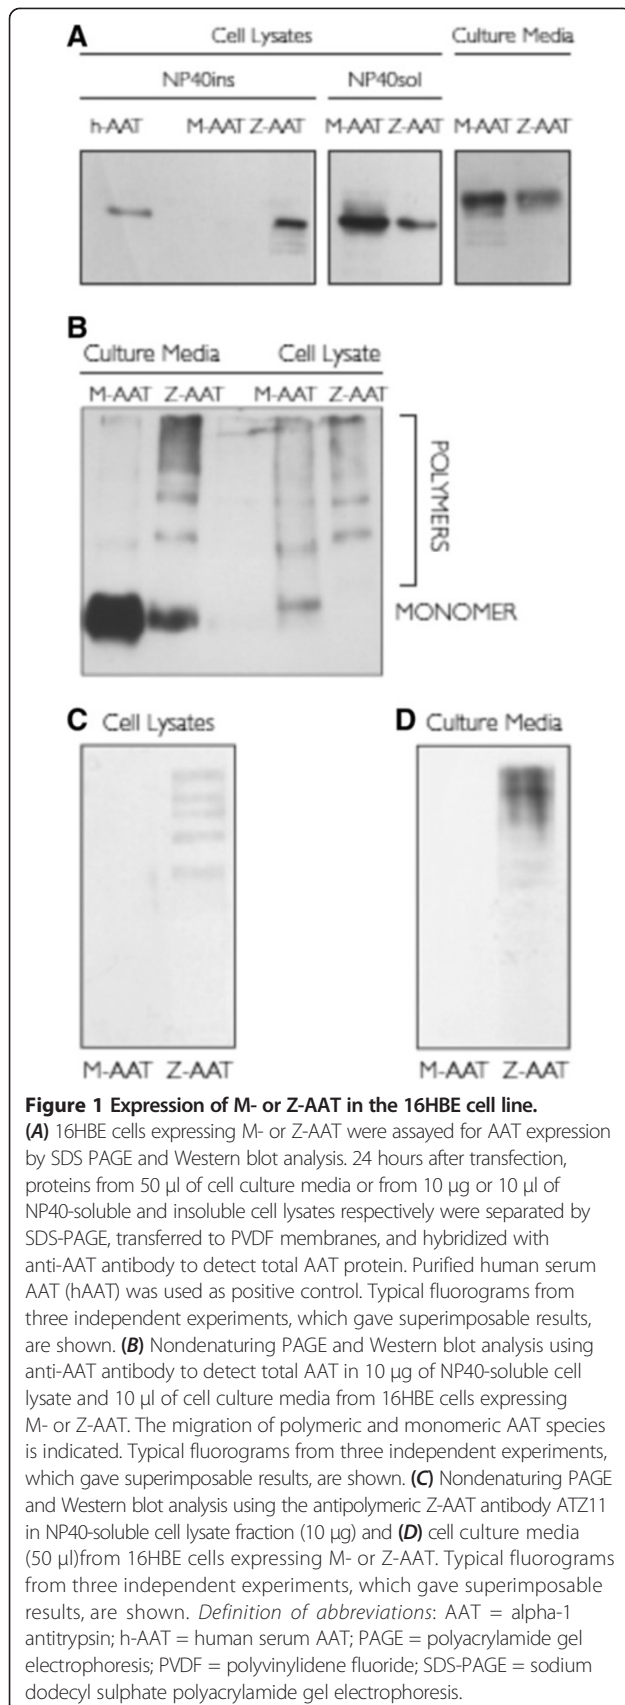 A
Cell Lysates
Culture Media
NP40ins
NP40sol
h-AAT
M-AAT Z-AAT
M-AAT Z-AAT
M-AAT Z-AAT
B
Culture Media
Cell Lysate
M-AAT Z-AAT
M-AAT Z-AAT
POLYMERS
MONOMER
C Cell Lysates
D Culture Media
M-AAT Z-AAT
M-AAT Z-AAT
Figure 1 Expression of M- or Z-AAT in the 16HBE cell line.
(A) 16HBE cells expressing M- or Z-AAT were assayed for AAT expression
by SDS PAGE and Western blot analysis. 24 hours after transfection,
proteins from 50 μl of cell culture media or from 10 μg or 10 μl of
NP40-soluble and insoluble cell lysates respectively were separated by
SDS-PAGE, transferred to PVDF membranes, and hybridized with
anti-AAT antibody to detect total AAT protein. Purified human serum
AAT (hAAT) was used as positive control. Typical fluorograms from
three independent experiments, which gave superimposable results,
are shown. (B) Nondenaturing PAGE and Western blot analysis using
anti-AAT antibody to detect total AAT in 10 μg of NP40-soluble cell
lysate and 10 μl of cell culture media from 16HBE cells expressing
M- or Z-AAT. The migration of polymeric and monomeric AAT species
is indicated. Typical fluorograms from three independent experiments,
which gave superimposable results, are shown. (C) Nondenaturing PAGE
and Western blot analysis using the antipolymeric Z-AAT antibody ATZ11
in NP40-soluble cell lysate fraction (10 μg) and (D) cell culture media
(50 μl)from 16HBE cells expressing M- or Z-AAT. Typical fluorograms
from three independent experiments, which gave superimposable
results, are shown. Definition of abbreviations: AAT = alpha-1
antitrypsin; h-AAT = human serum AAT; PAGE = polyacrylamide gel
electrophoresis; PVDF = polyvinylidene fluoride; SDS-PAGE = sodium
dodecyl sulphate polyacrylamide gel electrophoresis.